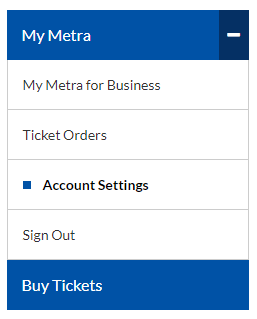 My Metra
My Metra for Business
Ticket Orders
Account Settings
Sign Out
Buy Tickets